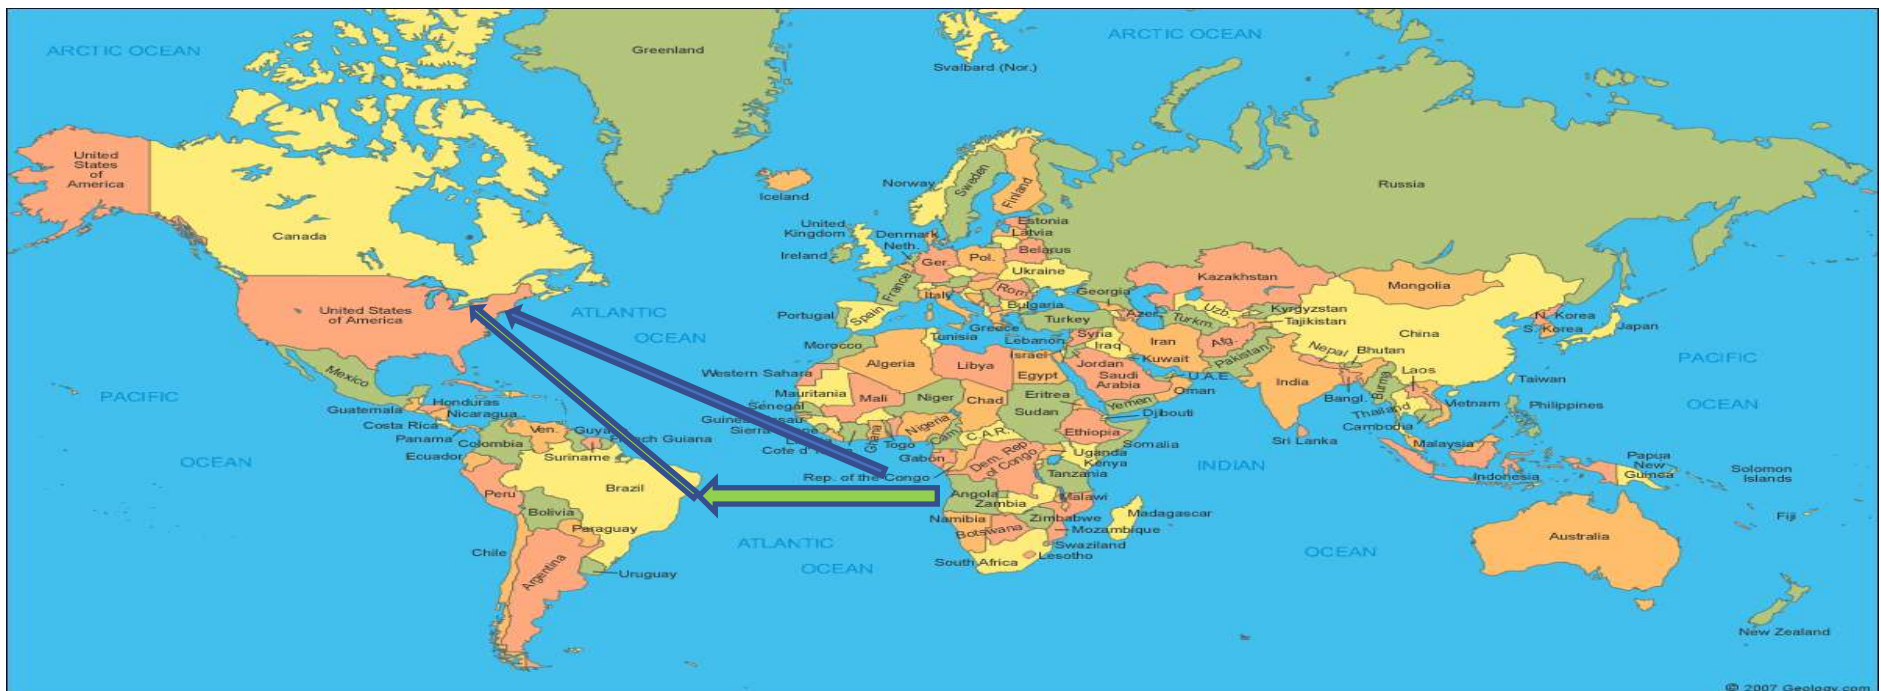 ARCTIC OCEAN
Greenland
Svalbard (Nor.)
ARCTIC OCEAN
United
States
of
America
Canada
Iceland
Norway
Sweden
Finland
Russia
United
Kingdom
Ireland
Denmark
Neth.
Estonia
Latvia
Belarus
Ger.
Pol.
Ukraine
France
Italy
Rom.
Bulgaria
Georgia
Kazakhstan
Mongolia
United States
of America
ATLANTIC
OCEAN
Portugal
Spain
Greece
Turkey
Azer.
Turkm.
Uzb.
Kyrgyzstan
Tajikistan
China
N. Korea
S. Korea
Japan
Morocco
Tunisia
Lebanon
Syria
Iraq
Iran
Afg.
Pakistan
Nepal
Bhutan
PACIFIC
Western Sahara
Algeria
Libya
Israel
Egypt
Jordan
Kuwait
Saudi
Arabia
U.A.E.
Oman
India
Bangl.
Burma
Laos
Taiwan
Mexico
PACIFIC
Mauritania
Mali
Niger
Chad
Sudan
Eritrea
Yemen
Djibouti
Thailand
Vietnam
Philippines
OCEAN
Guatemala
Honduras
Nicaragua
Costa Rica
Panama
Senegal
Ghana
Togo
Nigeria
Cam.
C.A.R.
Ethiopia
Somalia
Cambodia
Sri Lanka
Malaysia
Ven.
French Guiana
Colombia
Suriname
Ecuador
OCEAN
Gabon
Rep. of the Congo
Dem. Rep.
of Congo
Uganda
Kenya
Tanzania
INDIAN
Indonesia
Papua
New
Guinea
Solomon
Islands
Peru
Brazil
Bolivia
Angola
Zambia
Malawi
Madagascar
Fiji
Paraguay
Chile
Argentina
Uruguay
ATLANTIC
OCEAN
Namibia
Botswana
Zimbabwe
Mozambique
Swaziland
Lesotho
South Africa
OCEAN
Australia
New Zealand
© 2007 Geology.com